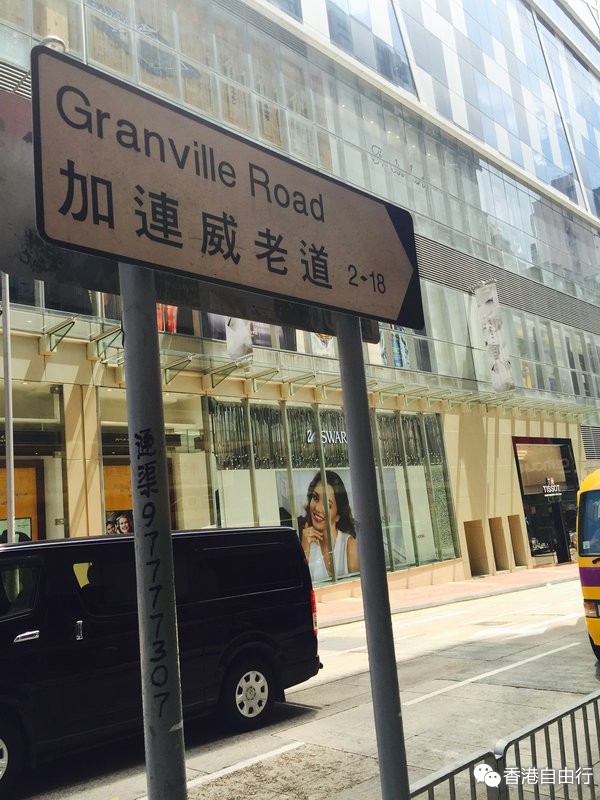 Granville Road
加連威老道 2-18
SWAR
TISSOT
通渠97777307
香港自由行